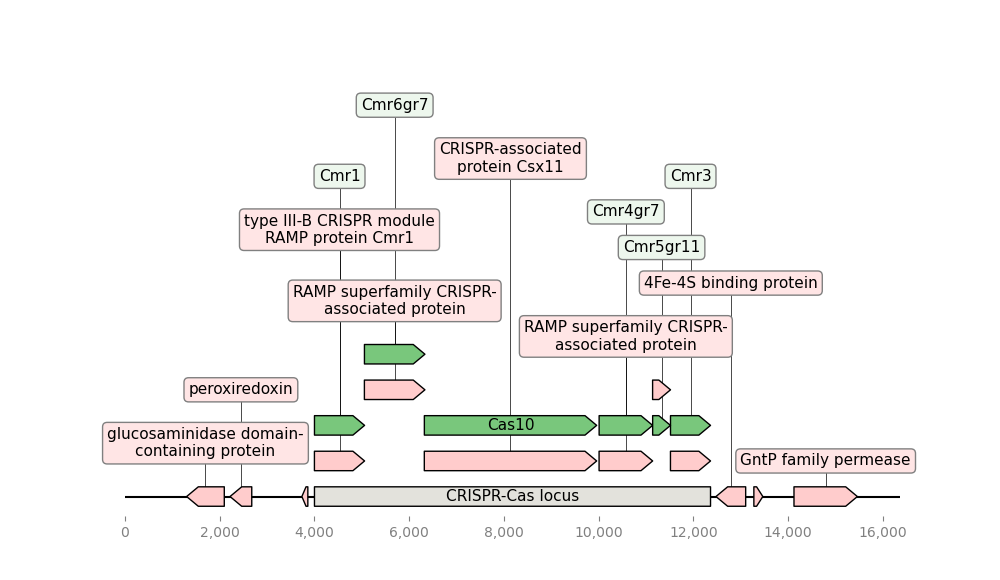 Cmr6gr7
CRISPR-associated
protein Csx11
Cmr1
Cmr3
Cmr4gr7
type III-B CRISPR module
RAMP protein Cmr1
Cmr5gr11
4Fe-4S binding protein
RAMP superfamily CRISPR-
associated protein
RAMP superfamily CRISPR-
associated protein
peroxiredoxin
Cas10
glucosaminidase domain-
containing protein
GntP family permease
CRISPR-Cas locus
0
2,000
4,000
6,000
8,000
10,000
12,000
14,000
16,000